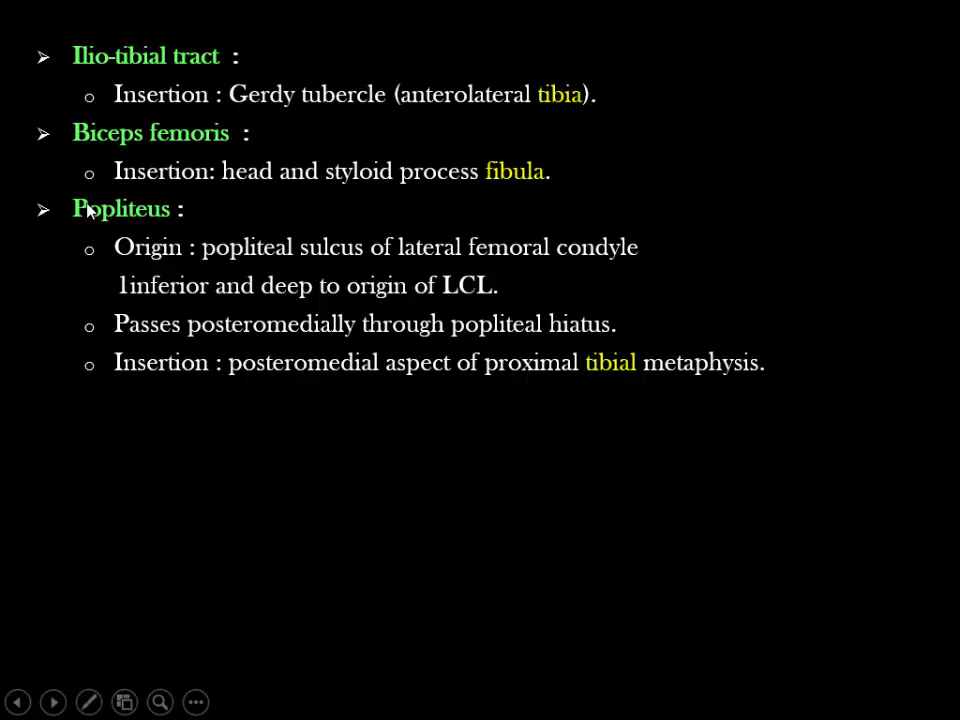 Ilio-tibial tract :
Insertion : Gerdy tubercle (anterolateral tibia).
Biceps femoris :
Insertion: head and styloid process fibula.
Popliteus :
Origin : popliteal sulcus of lateral femoral condyle
1inferior and deep to origin of LCL.
Passes posteromedially through popliteal hiatus.
Insertion : posteromedial aspect of proximal tibial metaphysis.